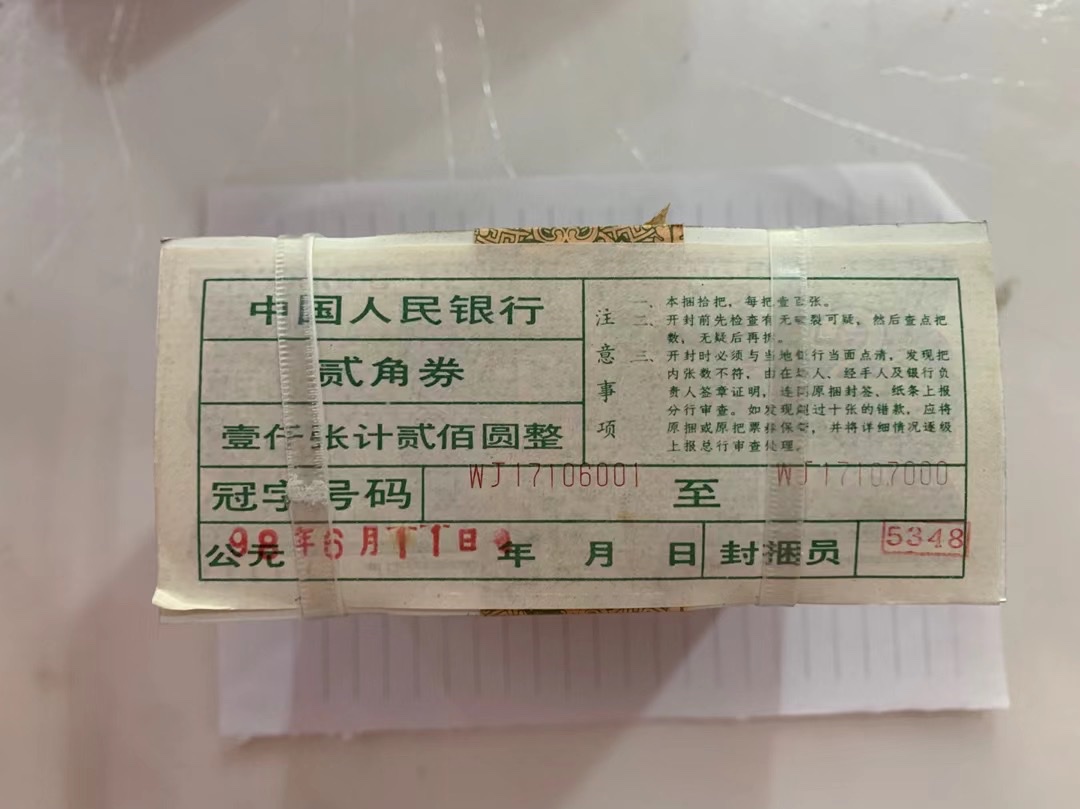 中国人民银行
贰角券
壹仟张计贰佰圆整
注意事项
一、本捆拾把,每把壹百张。
二、开封前先检查有无破裂可疑,然后查点把
数,无疑后再拆。
三、开封时必须与当地银行当面点清,发现把
内张数不符,由在场人、经手人及银行负
责人签章证明,连同原捆封签、纸条上报
分行审查。如发现超过十张的错款,应将
原捆或原把票样保管,并将详细情况逐级
上报总行审查处理。
冠字号码 WJ17106001 至 WJ17107000
公元 年 月 日 封捆员 5348
98年6月11日